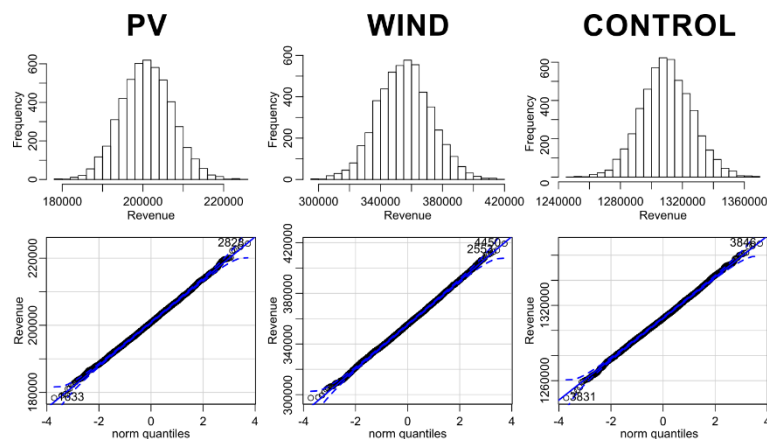 PV WIND CONTROL
Frequency
0 200 400 600
180000 200000 220000
Revenue
Frequency
0 200 400 600
300000 340000 380000 420000
Revenue
Frequency
0 200 400 600
1240000 1280000 1320000 1360000
Revenue
Revenue
180000 200000 220000
2828
1833
-4 -2 0 2 4
norm quantiles
Revenue
300000 340000 380000 420000
4450
-4 -2 0 2 4
norm quantiles
Revenue
1260000 1320000
3846
3831
-4 -2 0 2 4
norm quantiles